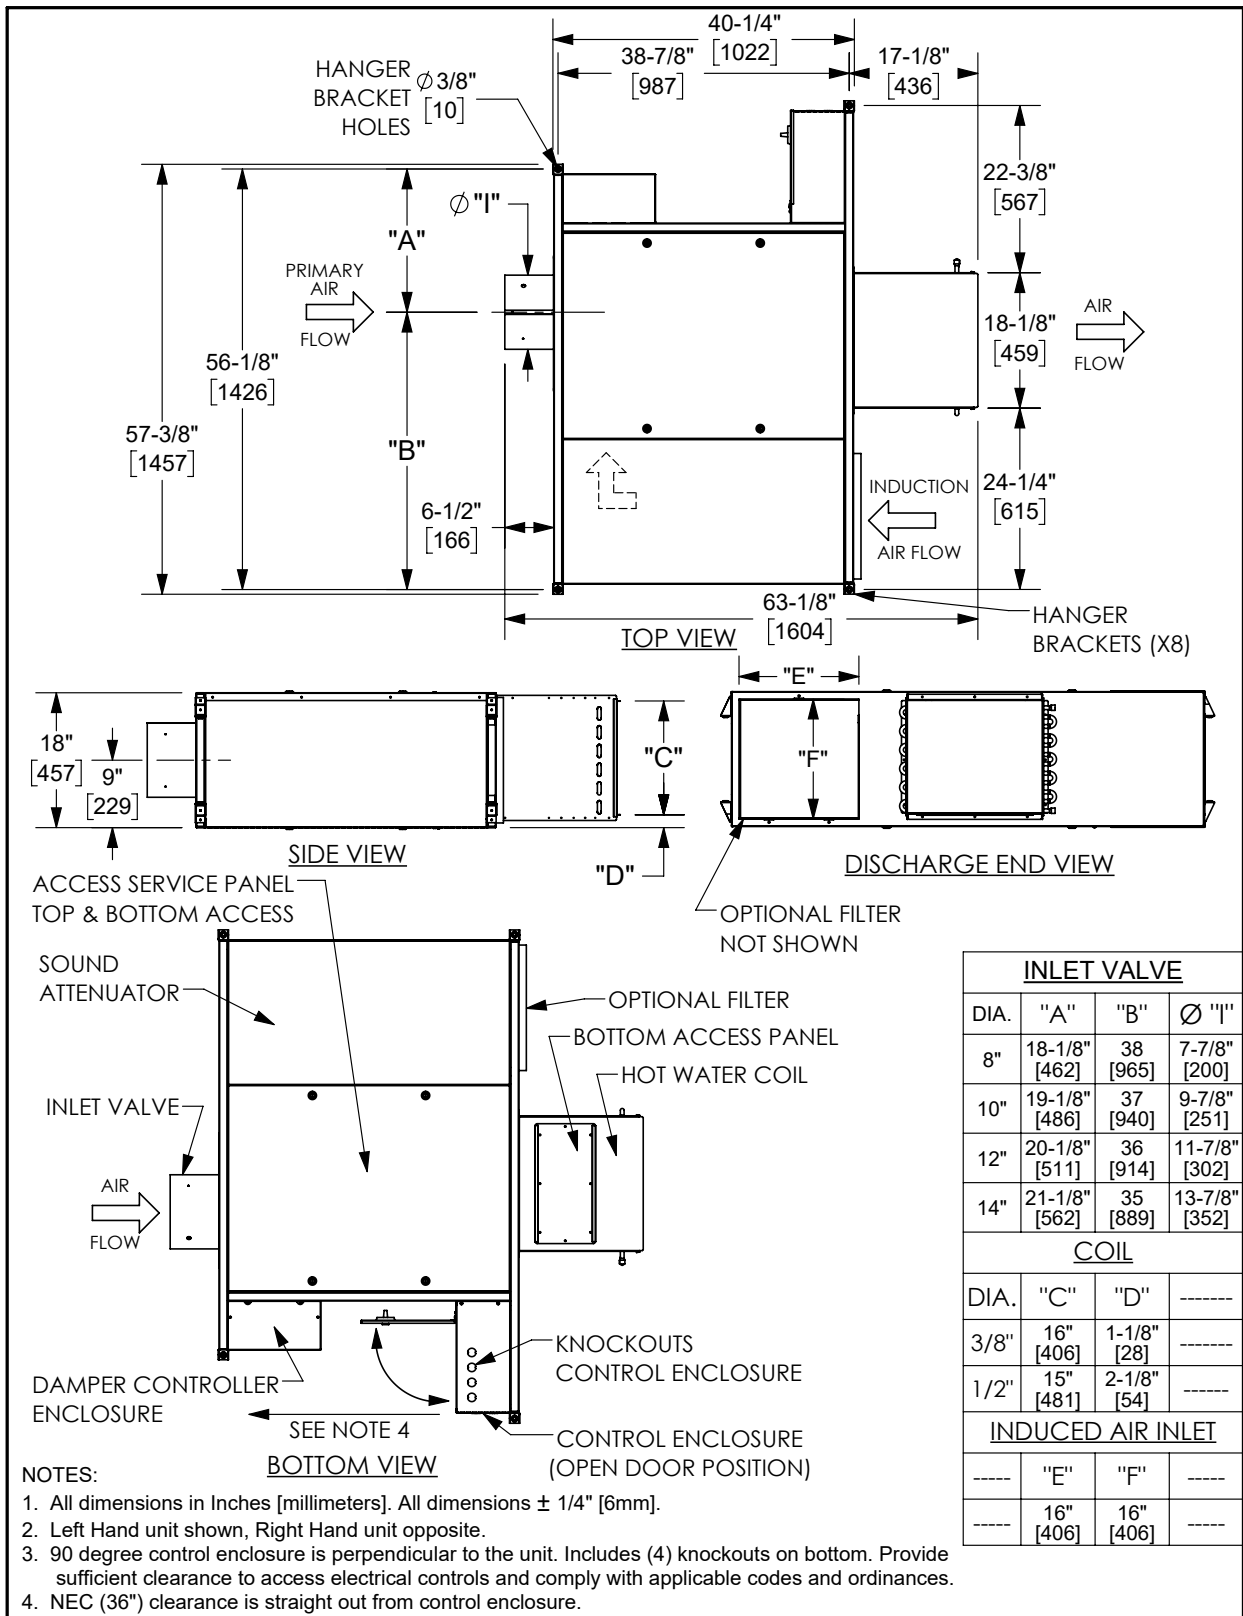 40-1/4"
[1022]
38-7/8"
[987]
17-1/8"
[436]
HANGER
BRACKET
HOLES
Ø3/8"
[10]
22-3/8"
[567]
Ø "I"
"A"
PRIMARY
AIR
FLOW
18-1/8"
[459]
AIR
FLOW
56-1/8"
[1426]
57-3/8"
[1457]
"B"
6-1/2"
[166]
INDUCTION
AIR FLOW
24-1/4"
[615]
63-1/8"
[1604]
TOP VIEW
HANGER
BRACKETS (X8)
18"
[457]
9"
[229]
"C"
"D"
SIDE VIEW
"E"
"F"
DISCHARGE END VIEW
OPTIONAL FILTER
NOT SHOWN
ACCESS SERVICE PANEL
TOP & BOTTOM ACCESS
SOUND
ATTENUATOR
OPTIONAL FILTER
BOTTOM ACCESS PANEL
HOT WATER COIL
INLET VALVE
AIR
FLOW
KNOCKOUTS
CONTROL ENCLOSURE
DAMPER CONTROLLER
ENCLOSURE
SEE NOTE 4
CONTROL ENCLOSURE
(OPEN DOOR POSITION)
BOTTOM VIEW
INLET VALVE
DIA. "A" "B" Ø "I"
8" 18-1/8" [462] 38 [965] 7-7/8" [200]
10" 19-1/8" [486] 37 [940] 9-7/8" [251]
12" 20-1/8" [511] 36 [914] 11-7/8" [302]
14" 21-1/8" [562] 35 [889] 13-7/8" [352]
COIL
DIA. "C" "D" -------
3/8" 16" [406] 1-1/8" [28] -------
1/2" 15" [481] 2-1/8" [54] ------
INDUCED AIR INLET
----- "E" "F" -----
----- 16" [406] 16" [406] -----
NOTES:
1. All dimensions in Inches [millimeters]. All dimensions ± 1/4" [6mm].
2. Left Hand unit shown, Right Hand unit opposite.
3. 90 degree control enclosure is perpendicular to the unit. Includes (4) knockouts on bottom. Provide
sufficient clearance to access electrical controls and comply with applicable codes and ordinances.
4. NEC (36") clearance is straight out from control enclosure.